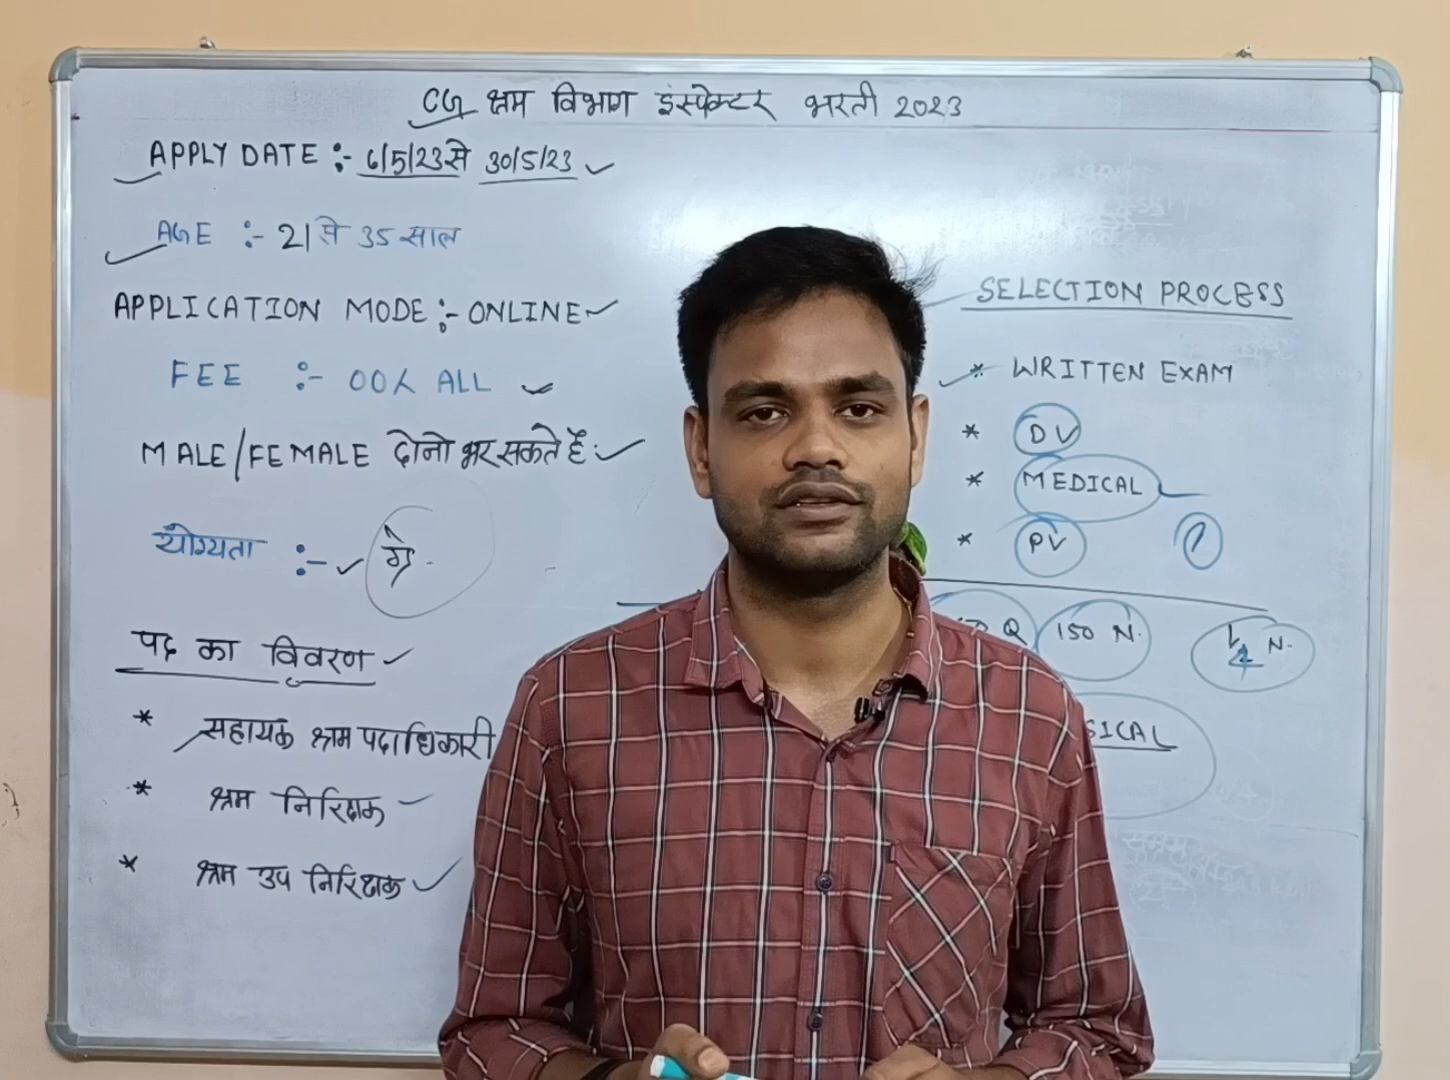 CG श्रम विभाग इंस्पेक्टर भरती 2023
APPLY DATE :- 6/5/23 से 30/5/23
AGE :- 21 से 35 साल
APPLICATION MODE :- ONLINE
FEE :- 00/ ALL
MALE/FEMALE दोनो भर सकते हैं
योग्यता :- ग्रे.
पद का विवरण
* सहायक श्रम पदाधिकारी
* श्रम निरिक्षक
* श्रम उप निरिक्षक
SELECTION PROCESS
* WRITTEN EXAM
* DV
* MEDICAL
* PV
Q 150 N. N.
SICAL